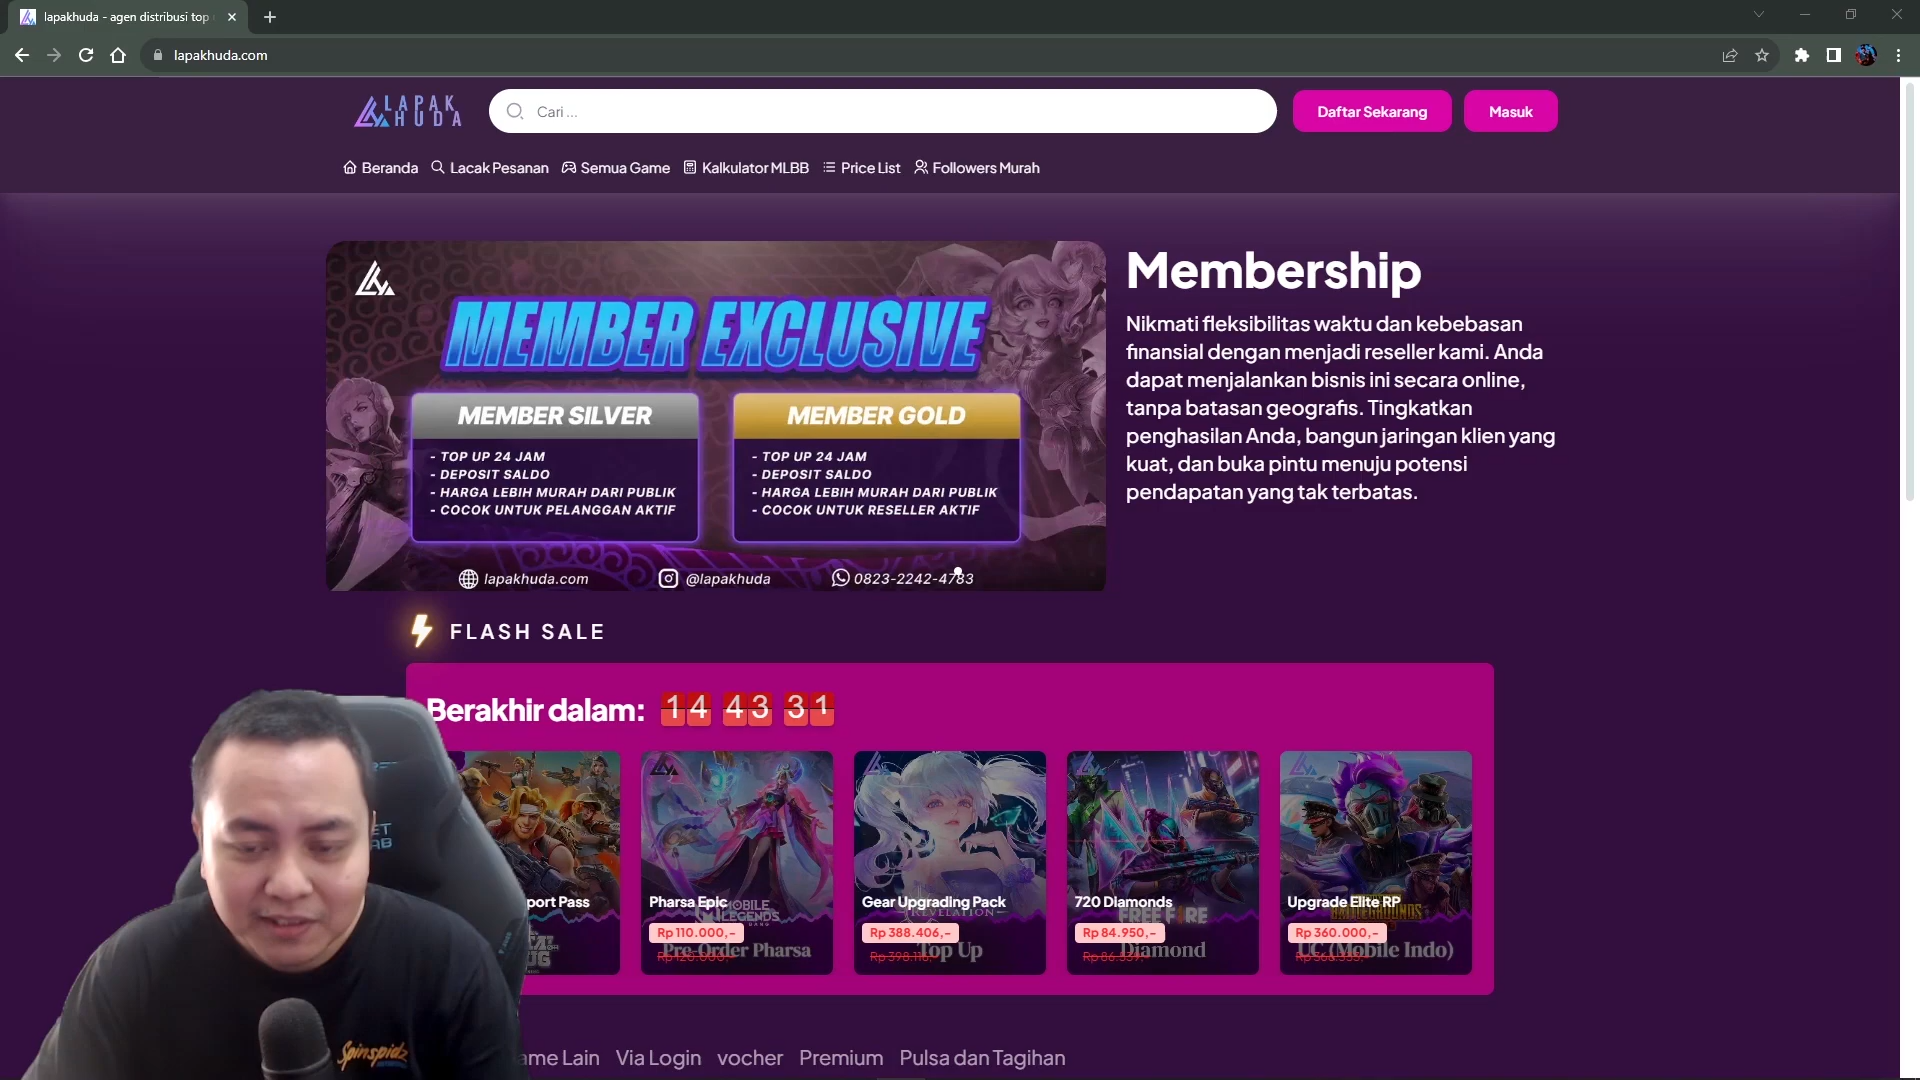 lapakhuda - agen distribusi top
lapakhuda.com
LAPAK
HUDA
Cari ...
Daftar Sekarang
Masuk
Beranda
Lacak Pesanan
Semua Game
Kalkulator MLBB
Price List
Followers Murah
MEMBER EXCLUSIVE
MEMBER SILVER
- TOP UP 24 JAM
- DEPOSIT SALDO
- HARGA LEBIH MURAH DARI PUBLIK
- COCOK UNTUK PELANGGAN AKTIF
MEMBER GOLD
- TOP UP 24 JAM
- DEPOSIT SALDO
- HARGA LEBIH MURAH DARI PUBLIK
- COCOK UNTUK RESELLER AKTIF
lapakhuda.com
@lapakhuda
0823-2242-4783
Membership
Nikmati fleksibilitas waktu dan kebebasan
finansial dengan menjadi reseller kami. Anda
dapat menjalankan bisnis ini secara online,
tanpa batasan geografis. Tingkatkan
penghasilan Anda, bangun jaringan klien yang
kuat, dan buka pintu menuju potensi
pendapatan yang tak terbatas.
FLASH SALE
Berakhir dalam:
14 43 31
port Pass
Pharsa Epic
MOBILE
LEGENDS
BANG
Rp 110.000,-
Pre-Order Pharsa
Gear Upgrading Pack
REVELATION
Rp 388.406,-
Top Up
720 Diamonds
FREE FIRE
Rp 84.950,-
Diamond
Upgrade Elite RP
BATTLEGROUNDS
Rp 360.000,-
UC (Mobile Indo)
ame Lain
Via Login
vocher
Premium
Pulsa dan Tagihan
Spinspidz